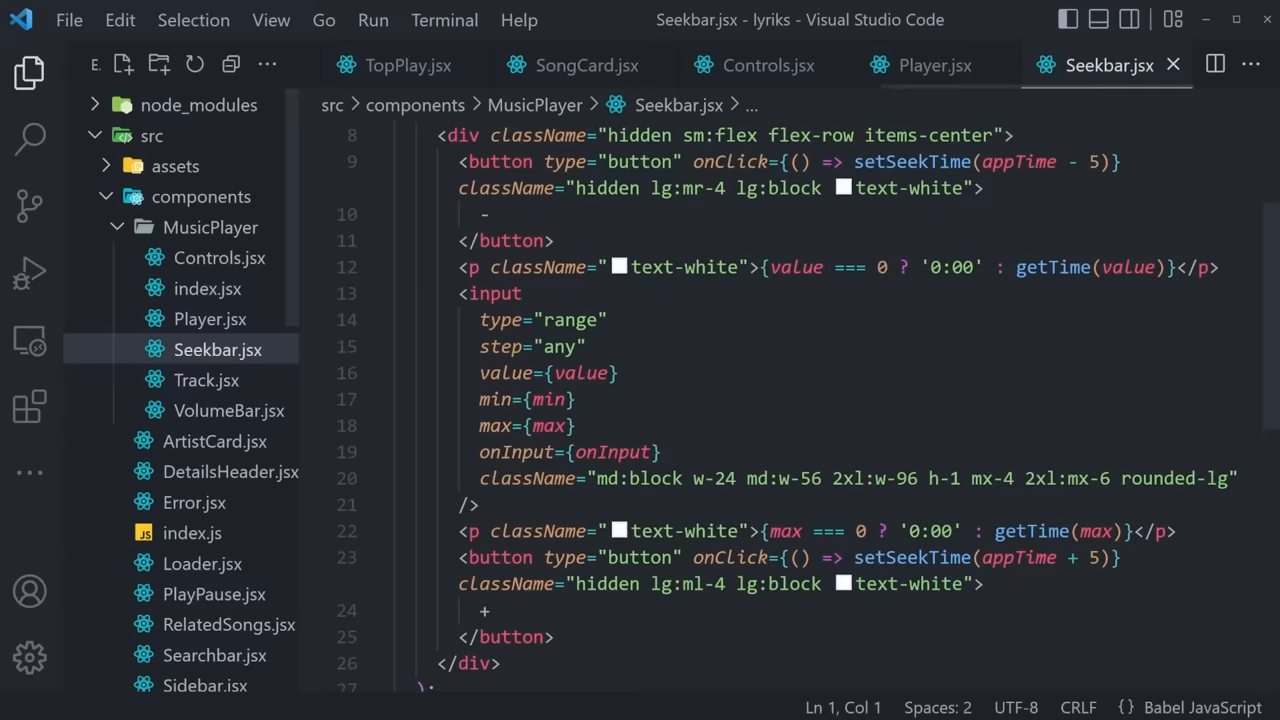 File Edit Selection View Go Run Terminal Help Seekbar.jsx - lyriks - Visual Studio Code
E.
TopPlay.jsx SongCard.jsx Controls.jsx Player.jsx Seekbar.jsx
src > components > MusicPlayer > Seekbar.jsx > ...
node_modules
src
assets
components
MusicPlayer
Controls.jsx
index.jsx
Player.jsx
Seekbar.jsx
Track.jsx
VolumeBar.jsx
ArtistCard.jsx
DetailsHeader.jsx
Error.jsx
JS index.js
Loader.jsx
PlayPause.jsx
RelatedSongs.jsx
Searchbar.jsx
Sidebar.jsx
8 <div className="hidden sm:flex flex-row items-center">
9 <button type="button" onClick={() => setSeekTime(appTime - 5)}
className="hidden lg:mr-4 lg:block text-white">
10 -
11 </button>
12 <p className="text-white">{value === 0 ? '0:00' : getTime(value)}</p>
13 <input
14 type="range"
15 step="any"
16 value={value}
17 min={min}
18 max={max}
19 onInput={onInput}
20 className="md:block w-24 md:w-56 2xl:w-96 h-1 mx-4 2xl:mx-6 rounded-lg"
21 />
22 <p className="text-white">{max === 0 ? '0:00' : getTime(max)}</p>
23 <button type="button" onClick={() => setSeekTime(appTime + 5)}
className="hidden lg:ml-4 lg:block text-white">
24 +
25 </button>
26 </div>
27 );
Ln 1, Col 1 Spaces: 2 UTF-8 CRLF {} Babel JavaScript